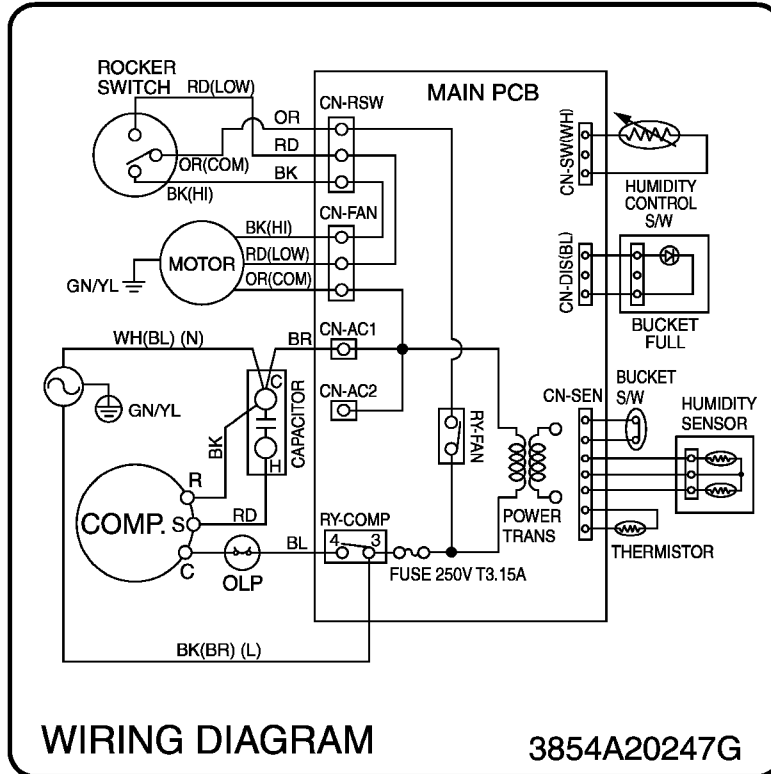 ROCKER
SWITCH
RD(LOW)
OR
RD
OR(COM)
BK
BK(HI)
CN-RSW
MAIN PCB
CN-SW(WH)
HUMIDITY
CONTROL
S/W
CN-FAN
BK(HI)
RD(LOW)
OR(COM)
MOTOR
GN/YL
CN-DIS(BL)
BUCKET
FULL
WH(BL) (N)
BR
CN-AC1
CN-AC2
GN/YL
C
H
CAPACITOR
BK
RY-FAN
POWER
TRANS
CN-SEN
BUCKET
S/W
HUMIDITY
SENSOR
THERMISTOR
COMP.
R
S
C
RD
OLP
BL
RY-COMP
4
3
FUSE 250V T3.15A
BK(BR) (L)
WIRING DIAGRAM
3854A20247G